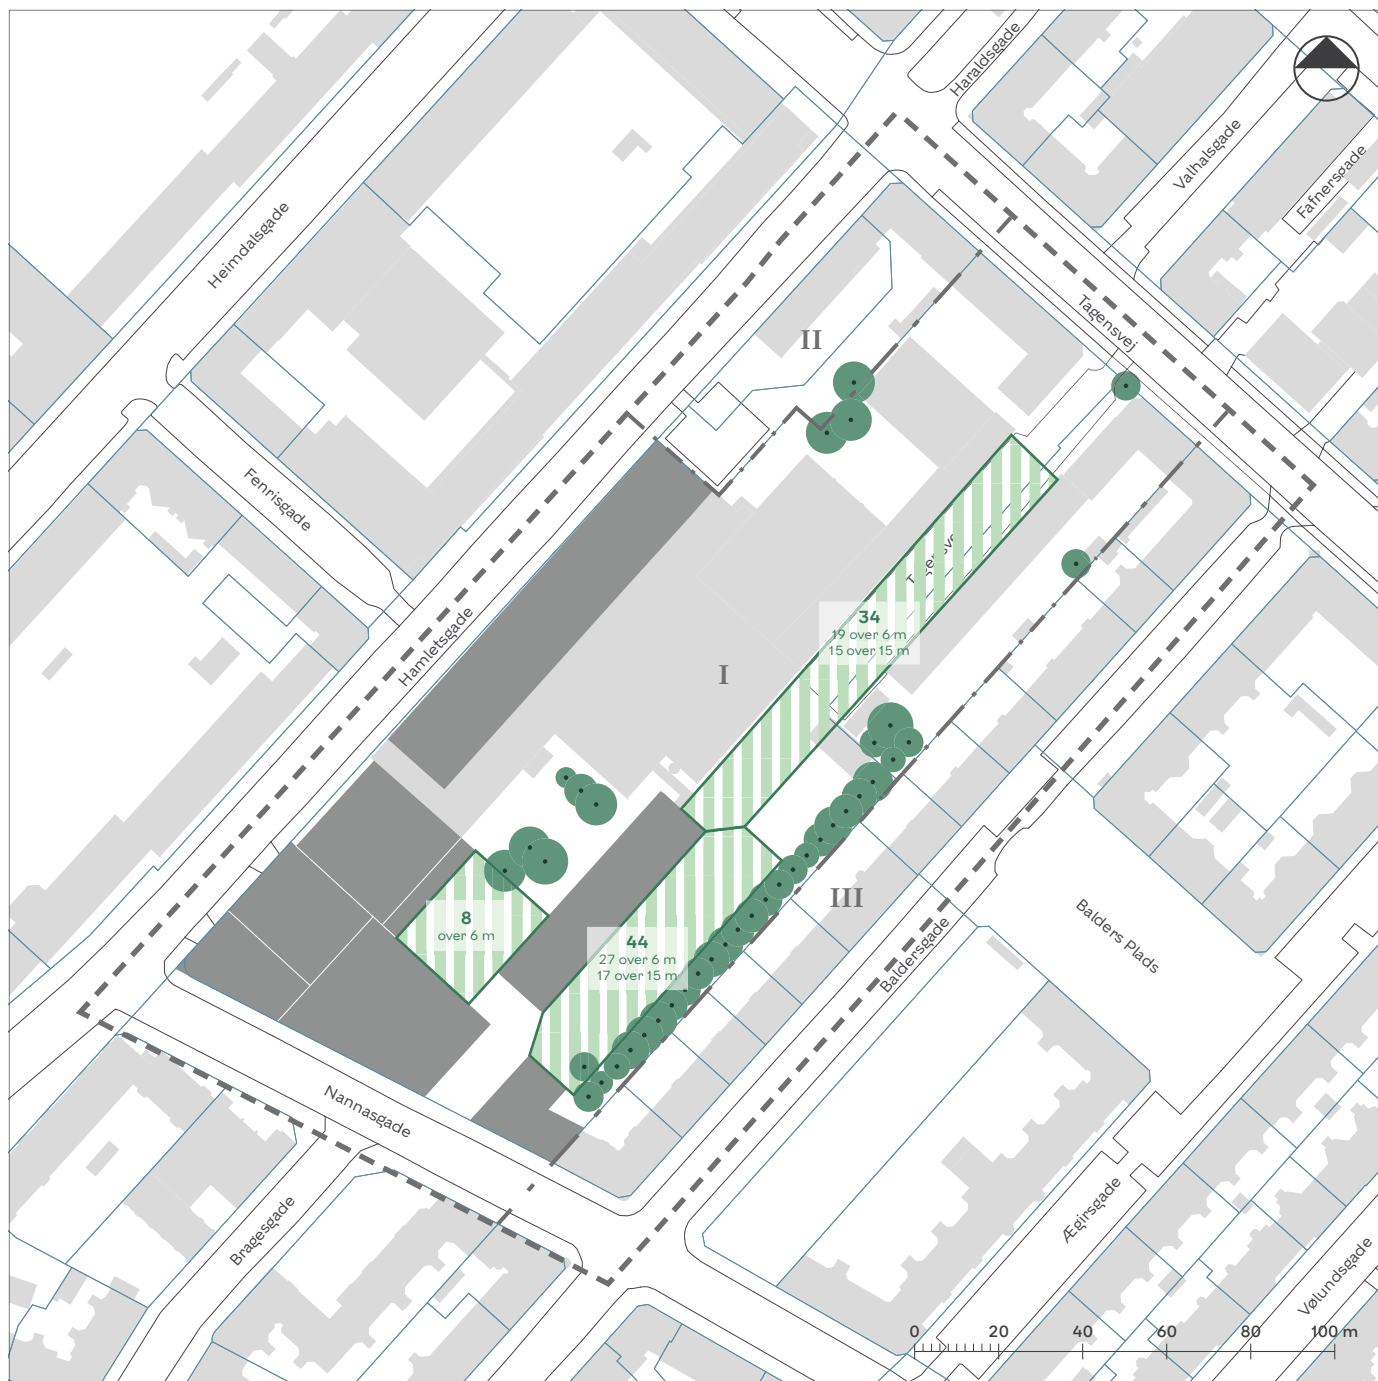 Haraldsgade
Valhalsgade
Fafnersgade
Heimdalsgade
Tagensvej
II
Fenrisgade
Hamletsgade
34
19 over 6 m
15 over 15 m
I
8
over 6 m
44
27 over 6 m
17 over 15 m
III
Baldersgade
Balders Plads
Nannasgade
Bragesgade
Ægirsgade
Vølundsgade
0 20 40 60 80 100 m